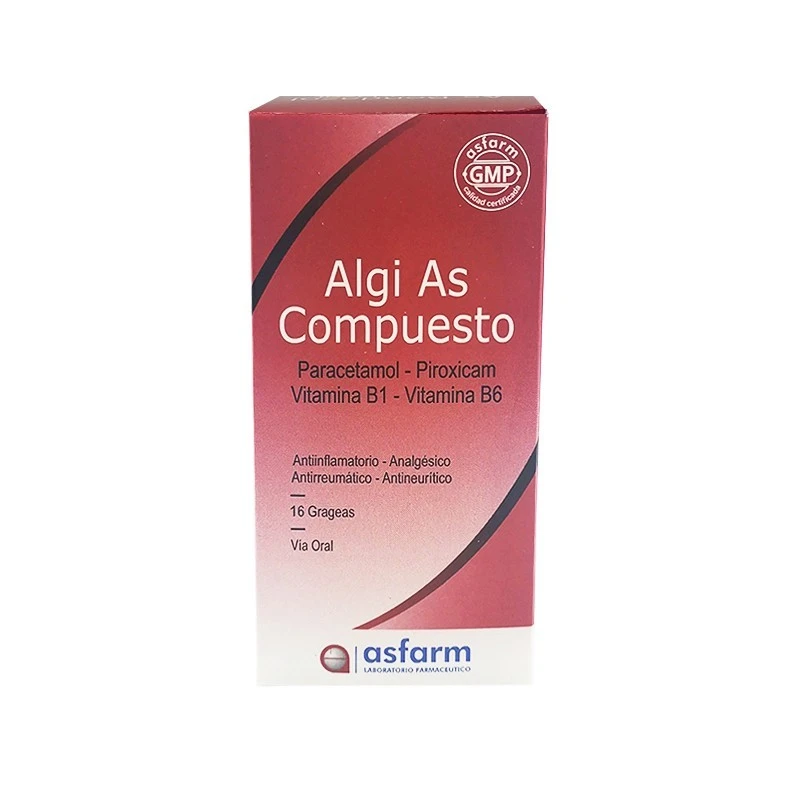 asfarm
GMP
calidad certificada
Algi As
Compuesto
Paracetamol - Piroxicam
Vitamina B1 - Vitamina B6
Antiinflamatorio - Analgésico
Antirreumático - Antineurítico
16 Grageas
Vía Oral
asfarm
LABORATORIO FARMACEUTICO